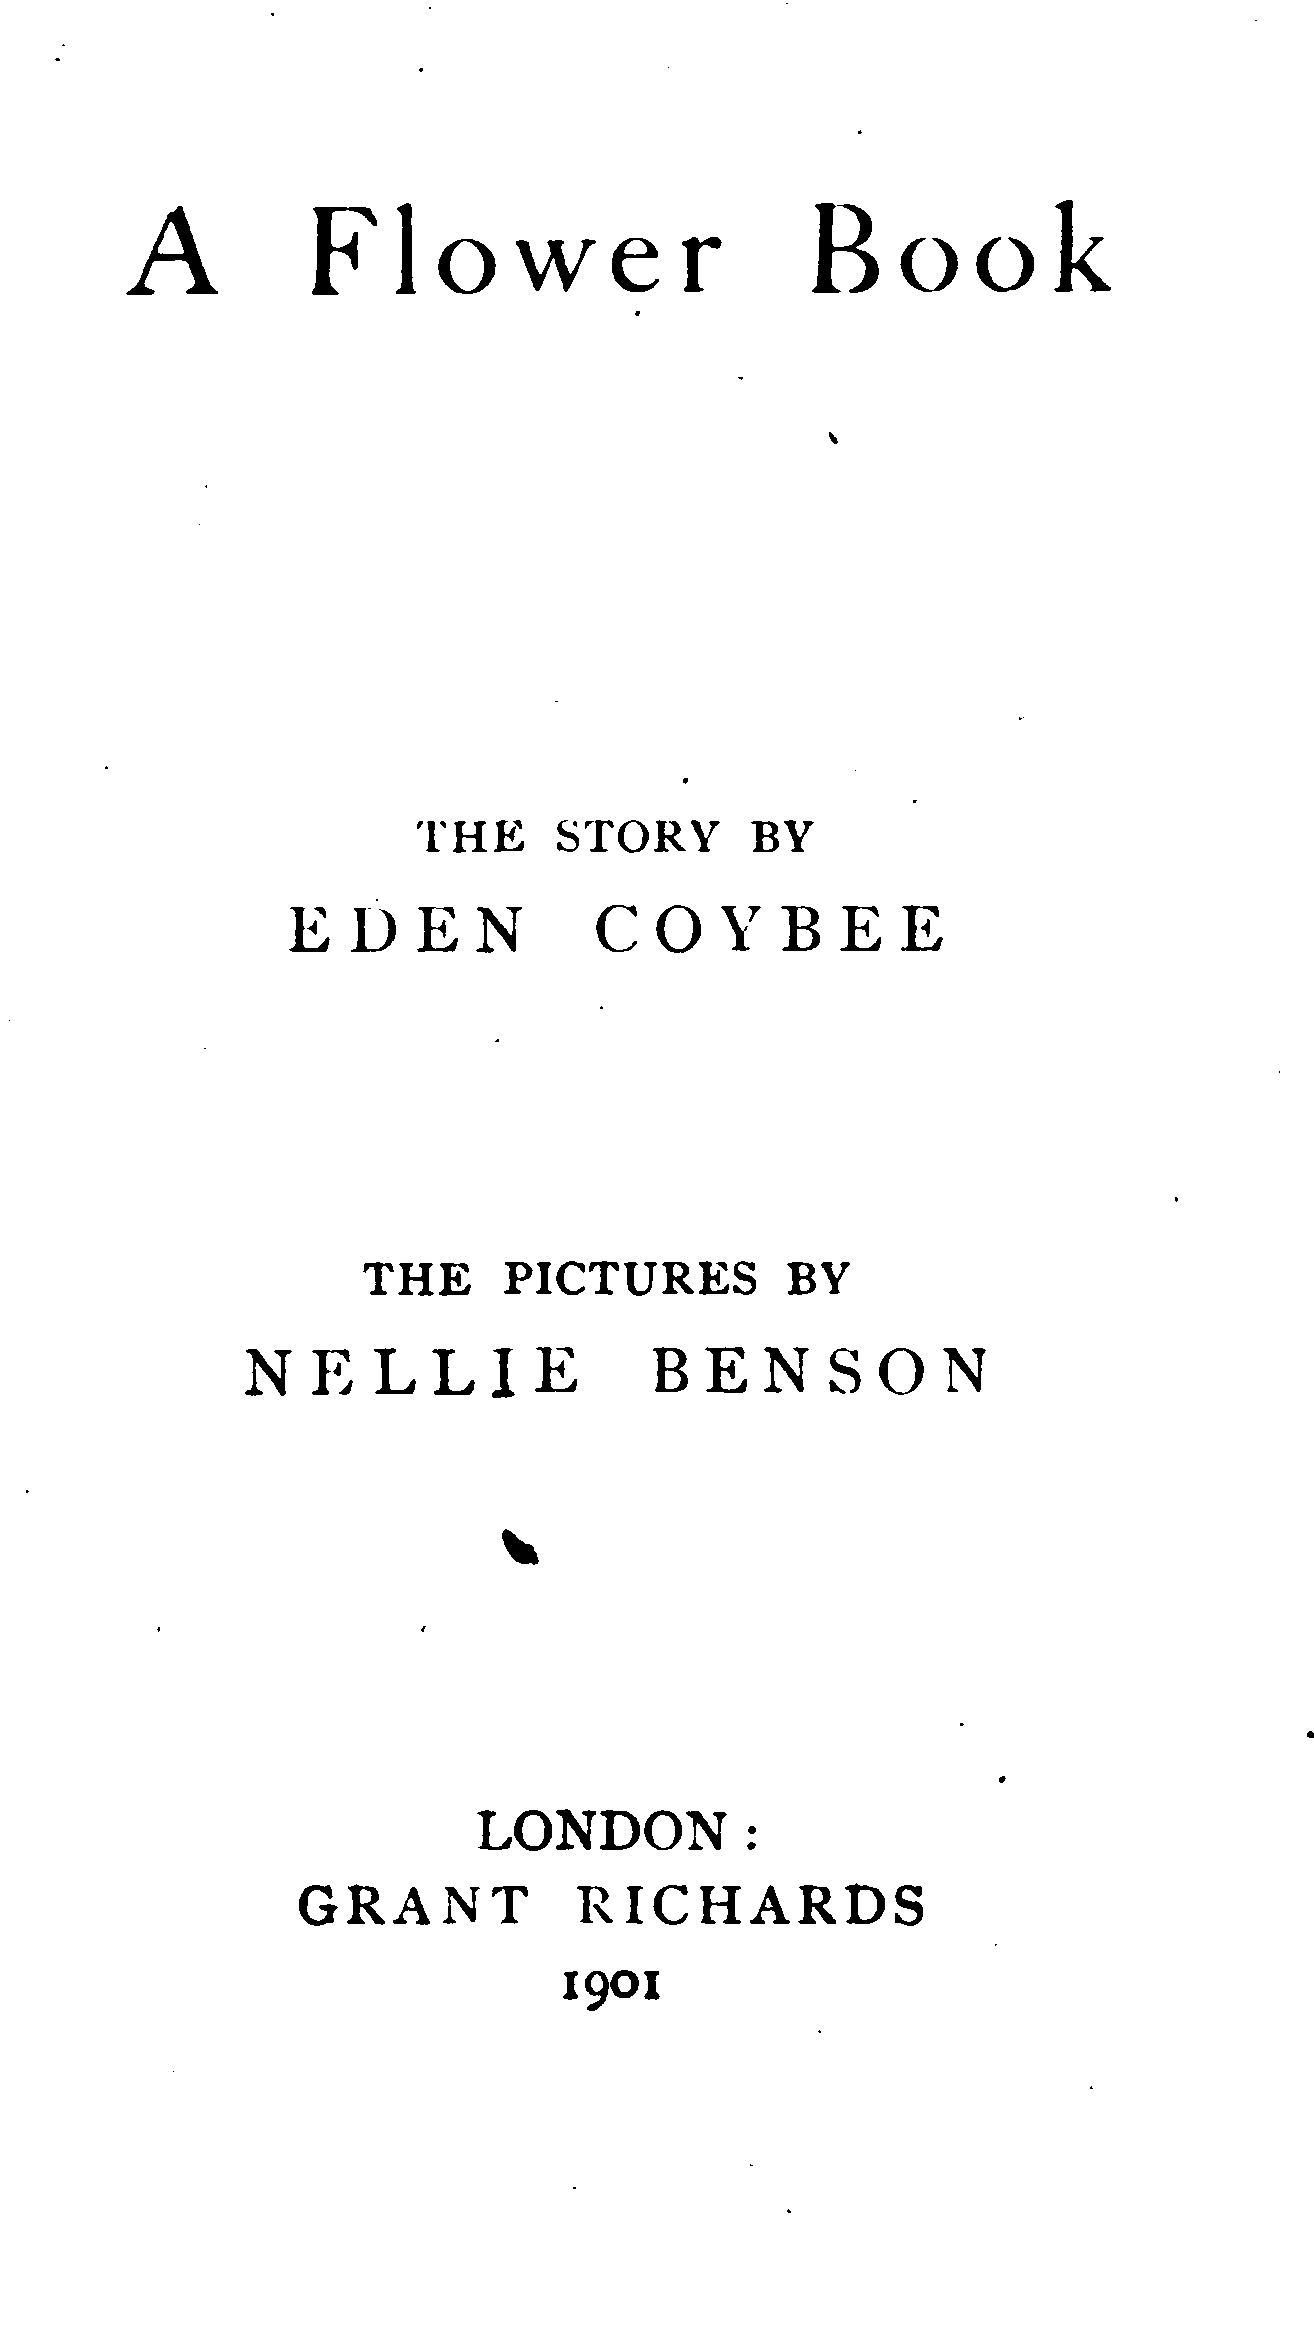 A Flower Book
THE STORY BY
EDEN COYBEE
THE PICTURES BY
NELLIE BENSON
LONDON:
GRANT RICHARDS
1901